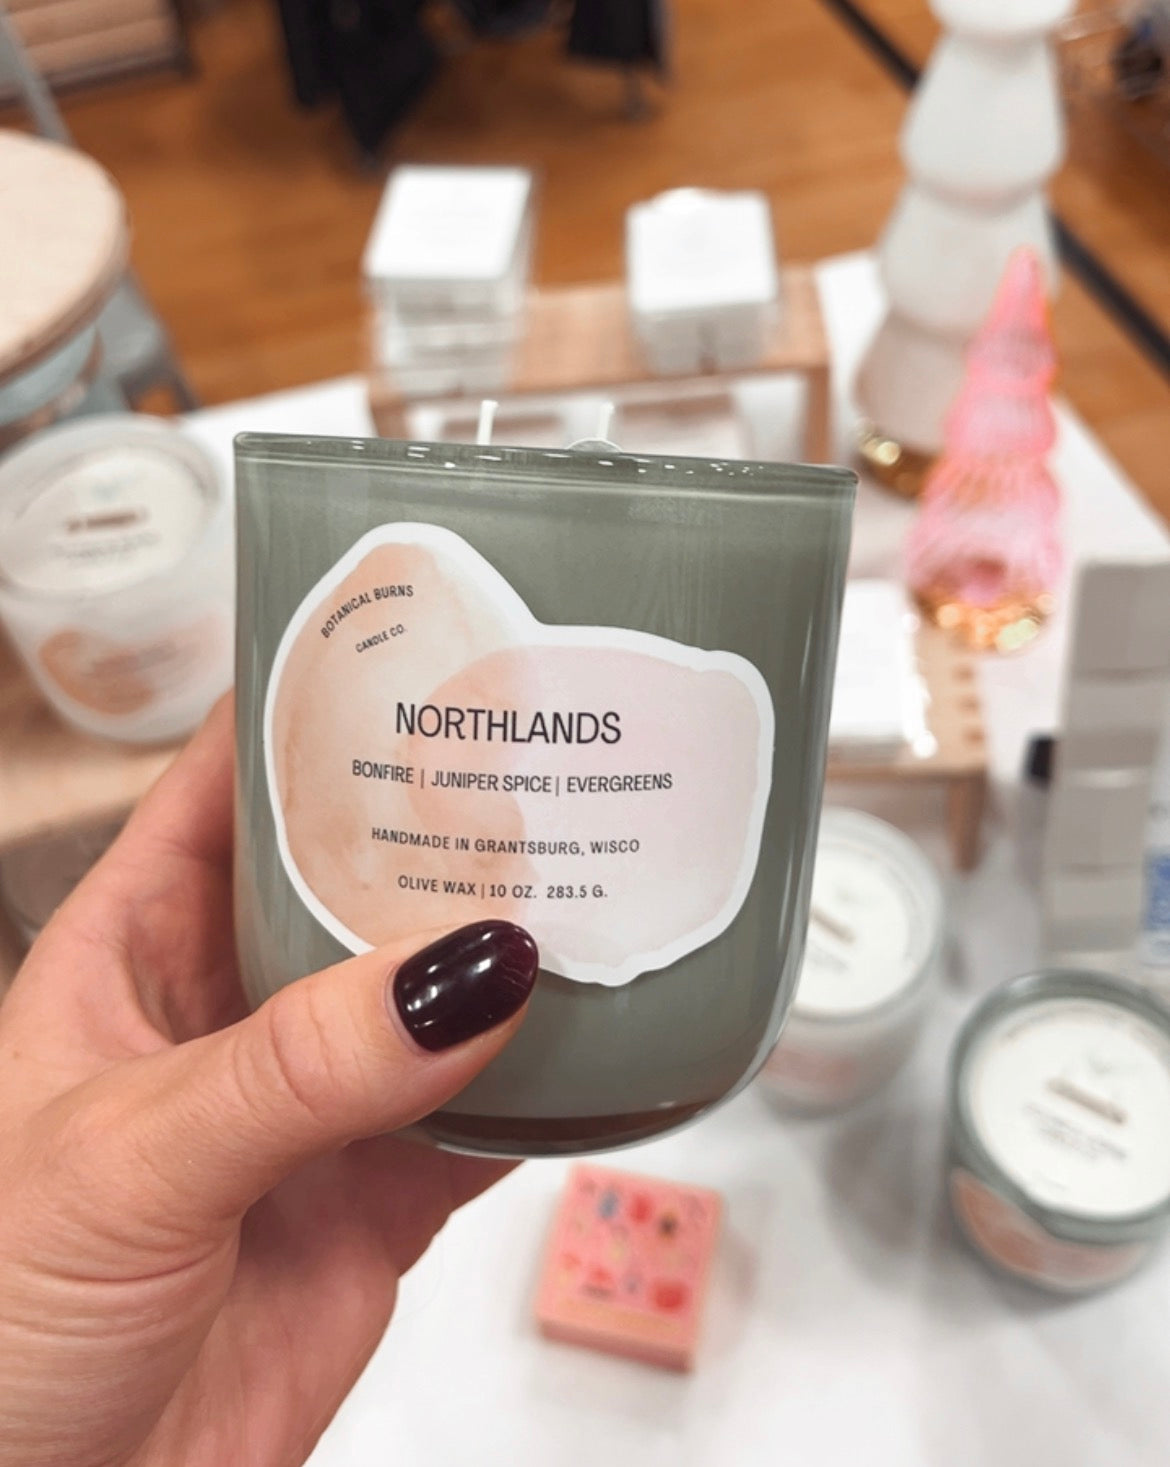 BOTANICAL BURNS
CANDLE CO.
NORTHLANDS
BONFIRE | JUNIPER SPICE | EVERGREENS
HANDMADE IN GRANTSBURG, WISCO
OLIVE WAX | 10 OZ. 283.5 G.